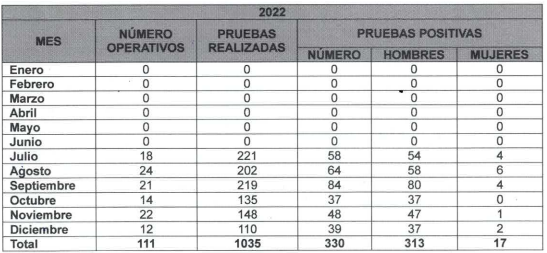 2022
MES NÚMERO OPERATIVOS PRUEBAS REALIZADAS PRUEBAS POSITIVAS
NÚMERO HOMBRES MUJERES
Enero 0 0 0 0 0
Febrero 0 0 0 0 0
Marzo 0 0 0 0 0
Abril 0 0 0 0 0
Mayo 0 0 0 0 0
Junio 0 0 0 0 0
Julio 18 221 58 54 4
Agosto 24 202 64 58 6
Septiembre 21 219 84 80 4
Octubre 14 135 37 37 0
Noviembre 22 148 48 47 1
Diciembre 12 110 39 37 2
Total 111 1035 330 313 17